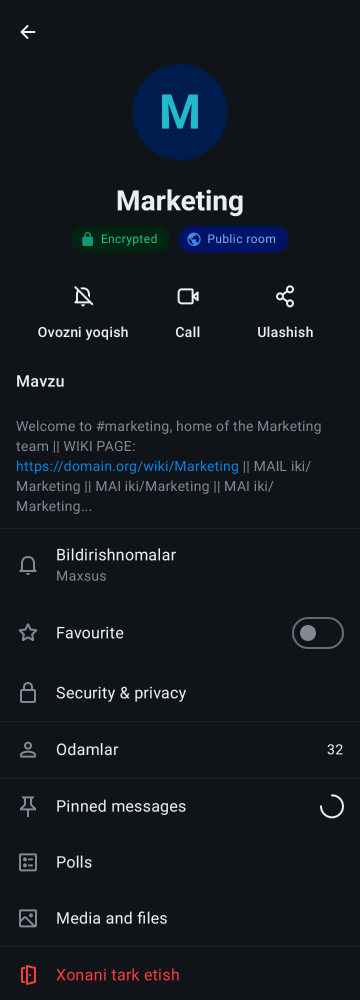 M
Marketing
Encrypted
Public room
Ovozni yoqish
Call
Ulashish
Mavzu
Welcome to #marketing, home of the Marketing
team || WIKI PAGE:
https://domain.org/wiki/Marketing || MAIL iki/
Marketing || MAI iki/Marketing || MAI iki/
Marketing...
Bildirishnomalar
Maxsus
Favourite
Security & privacy
Odamlar 32
Pinned messages
Polls
Media and files
Xonani tark etish